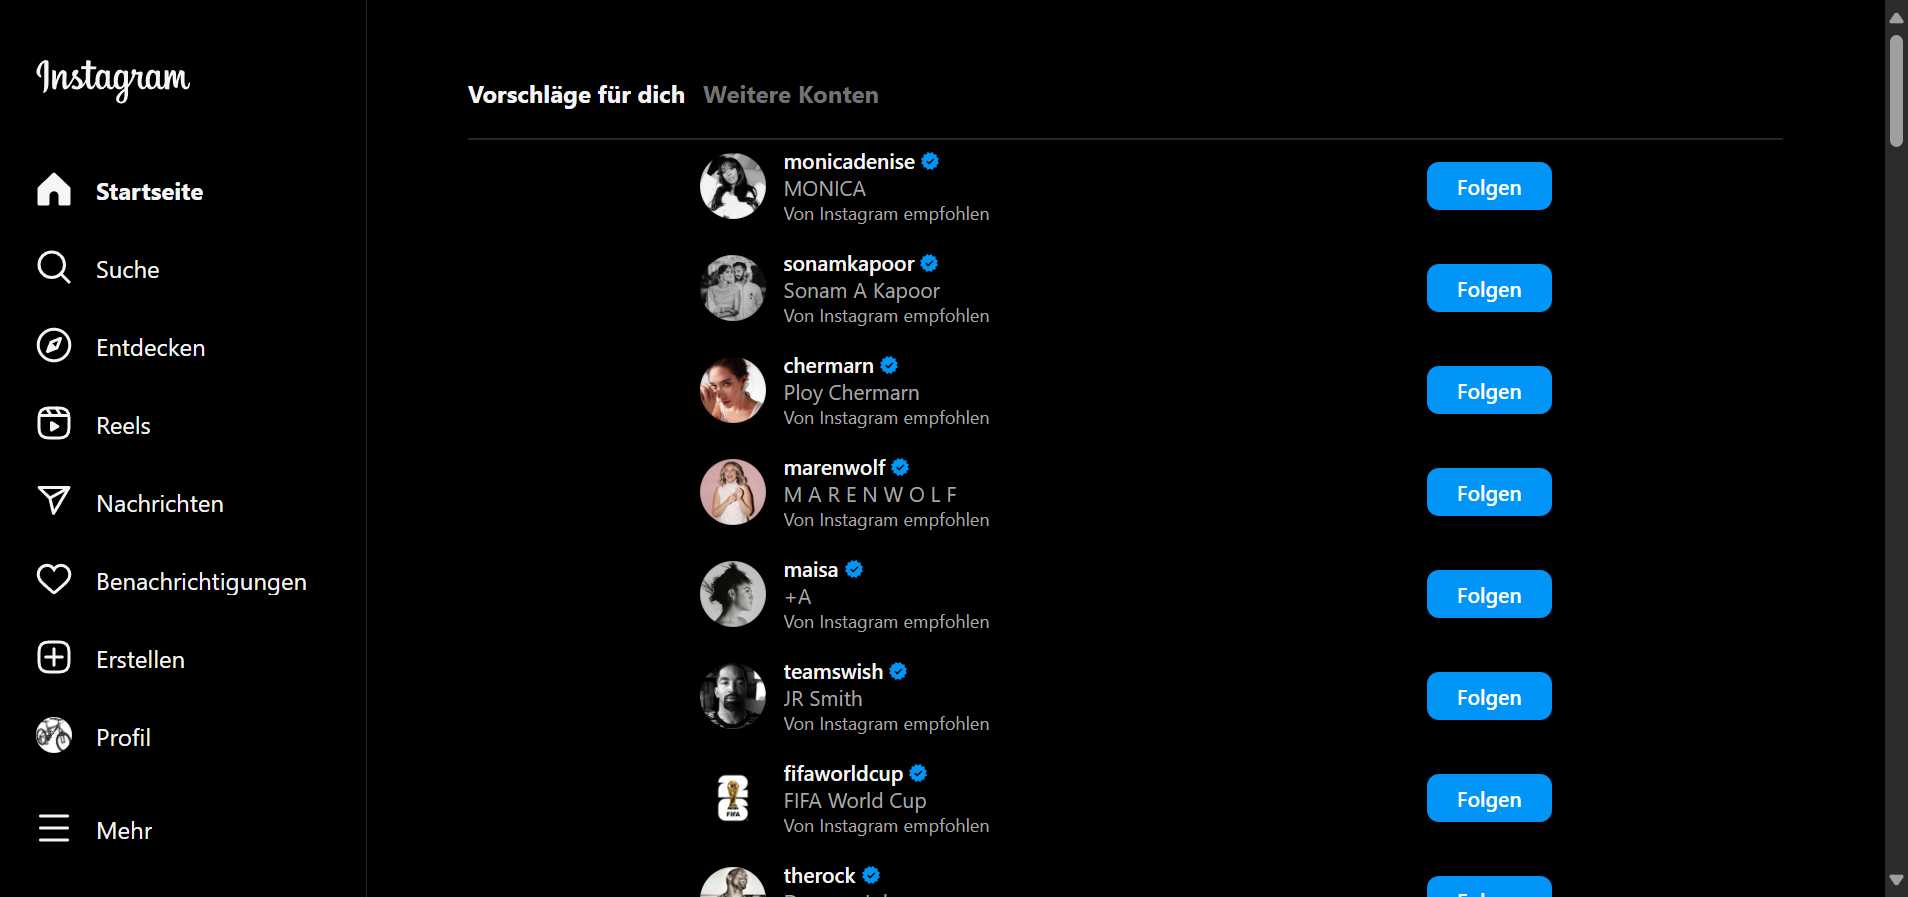 Instagram
Startseite
Suche
Entdecken
Reels
Nachrichten
Benachrichtigungen
Erstellen
Profil
Mehr
Vorschläge für dich Weitere Konten
monicadenise
MONICA
Von Instagram empfohlen
Folgen
sonamkapoor
Sonam A Kapoor
Von Instagram empfohlen
Folgen
chermarn
Ploy Chermarn
Von Instagram empfohlen
Folgen
marenwolf
M A R E N W O L F
Von Instagram empfohlen
Folgen
maisa
+A
Von Instagram empfohlen
Folgen
teamswish
JR Smith
Von Instagram empfohlen
Folgen
fifaworldcup
FIFA World Cup
Von Instagram empfohlen
FIFA
Folgen
therock